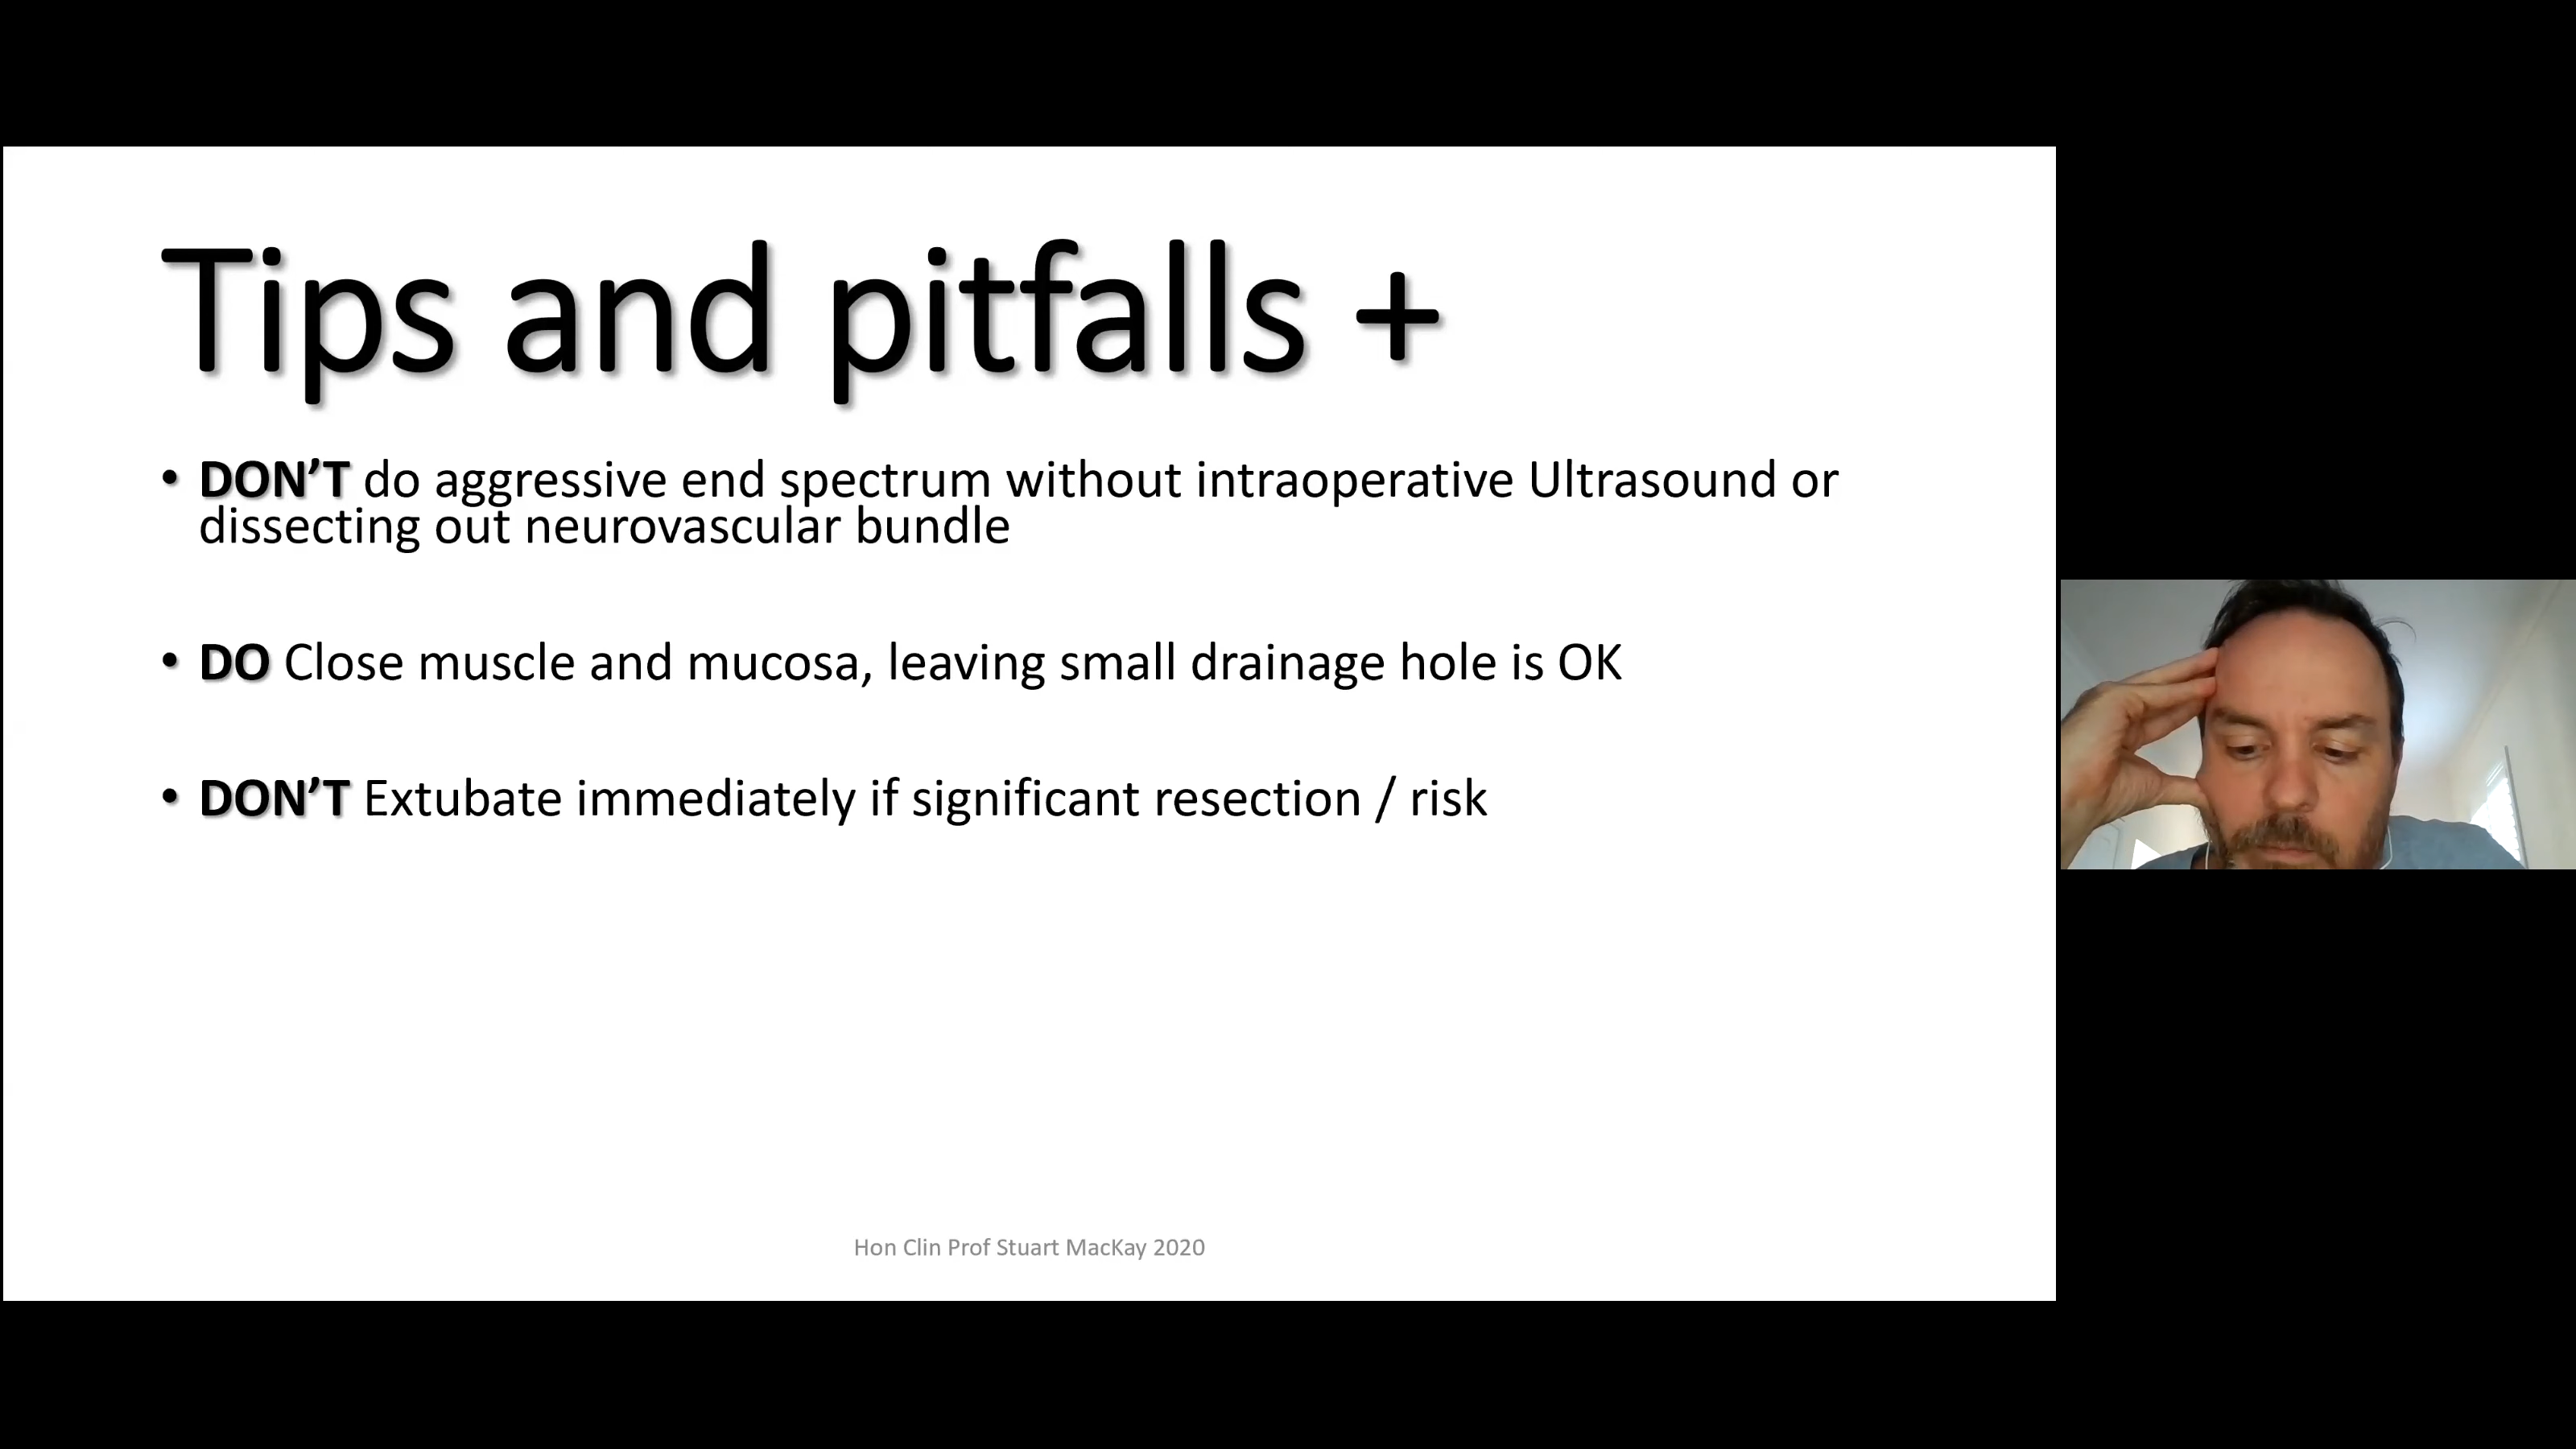 Tips and pitfalls +
• DON’T do aggressive end spectrum without intraoperative Ultrasound or
dissecting out neurovascular bundle
• DO Close muscle and mucosa, leaving small drainage hole is OK
• DON’T Extubate immediately if significant resection / risk
Hon Clin Prof Stuart MacKay 2020